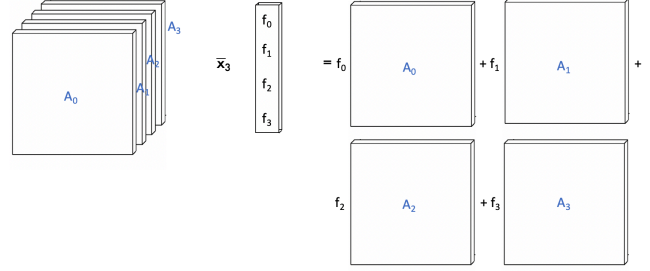 A₃
A₂
A₁
A₀
x̅₃
f₀
f₁
f₂
f₃
= f₀ A₀ + f₁ A₁ +
f₂ A₂ + f₃ A₃